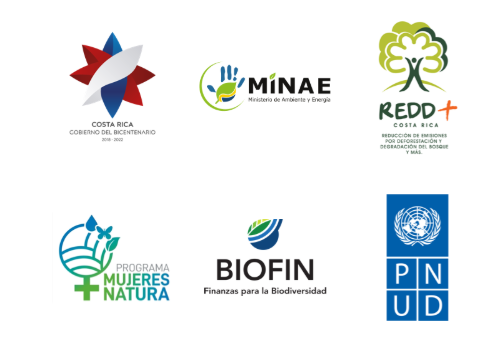 COSTA RICA
GOBIERNO DEL BICENTENARIO
2018 - 2022
MiNAE
Ministerio de Ambiente y Energía
REDD+
COSTA RICA
REDUCCIÓN DE EMISIONES
POR DEFORESTACIÓN Y
DEGRADACIÓN DEL BOSQUE
Y MÁS.
PROGRAMA
MUJERES
NATURA
BIOFIN
Finanzas para la Biodiversidad
P N
U D